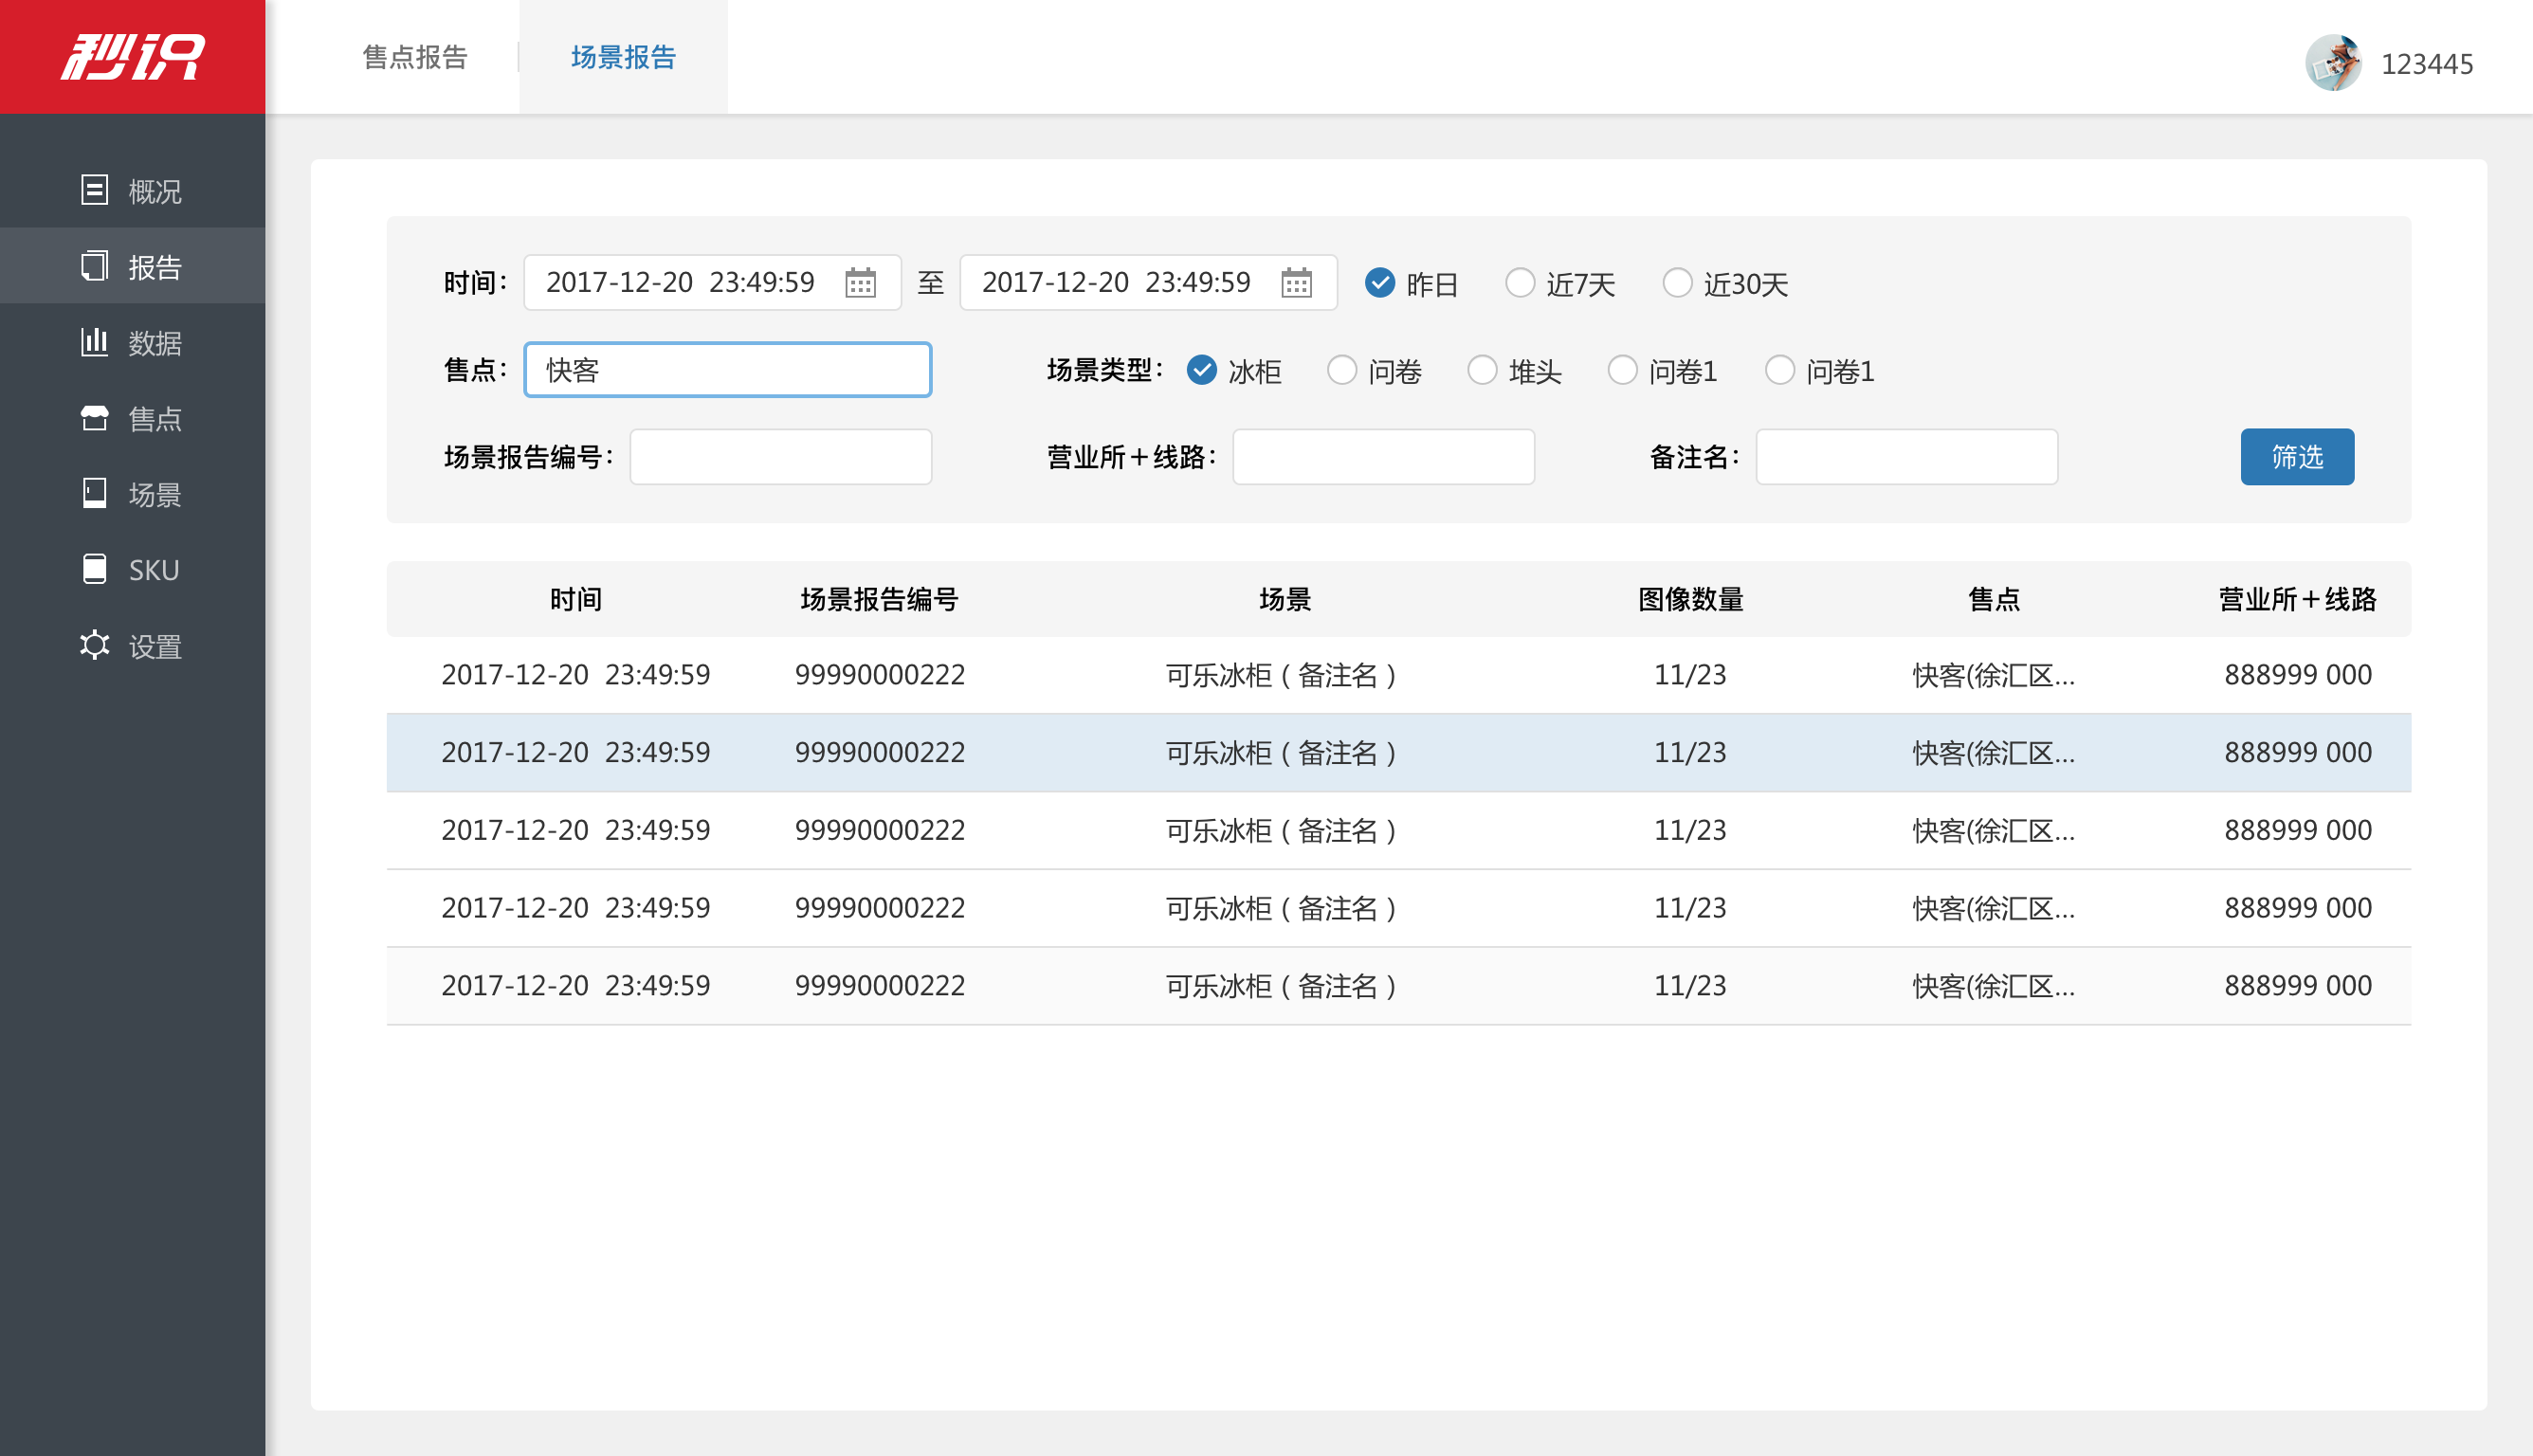 秒识
售点报告
场景报告
123445
概况
报告
数据
售点
场景
SKU
设置
时间： 2017-12-20 23:49:59 至 2017-12-20 23:49:59 昨日 近7天 近30天
售点： 快客 场景类型： 冰柜 问卷 堆头 问卷1 问卷1
场景报告编号： 营业所＋线路： 备注名： 筛选
时间 场景报告编号 场景 图像数量 售点 营业所＋线路
2017-12-20 23:49:59 99990000222 可乐冰柜（备注名） 11/23 快客(徐汇区... 888999 000
2017-12-20 23:49:59 99990000222 可乐冰柜（备注名） 11/23 快客(徐汇区... 888999 000
2017-12-20 23:49:59 99990000222 可乐冰柜（备注名） 11/23 快客(徐汇区... 888999 000
2017-12-20 23:49:59 99990000222 可乐冰柜（备注名） 11/23 快客(徐汇区... 888999 000
2017-12-20 23:49:59 99990000222 可乐冰柜（备注名） 11/23 快客(徐汇区... 888999 000